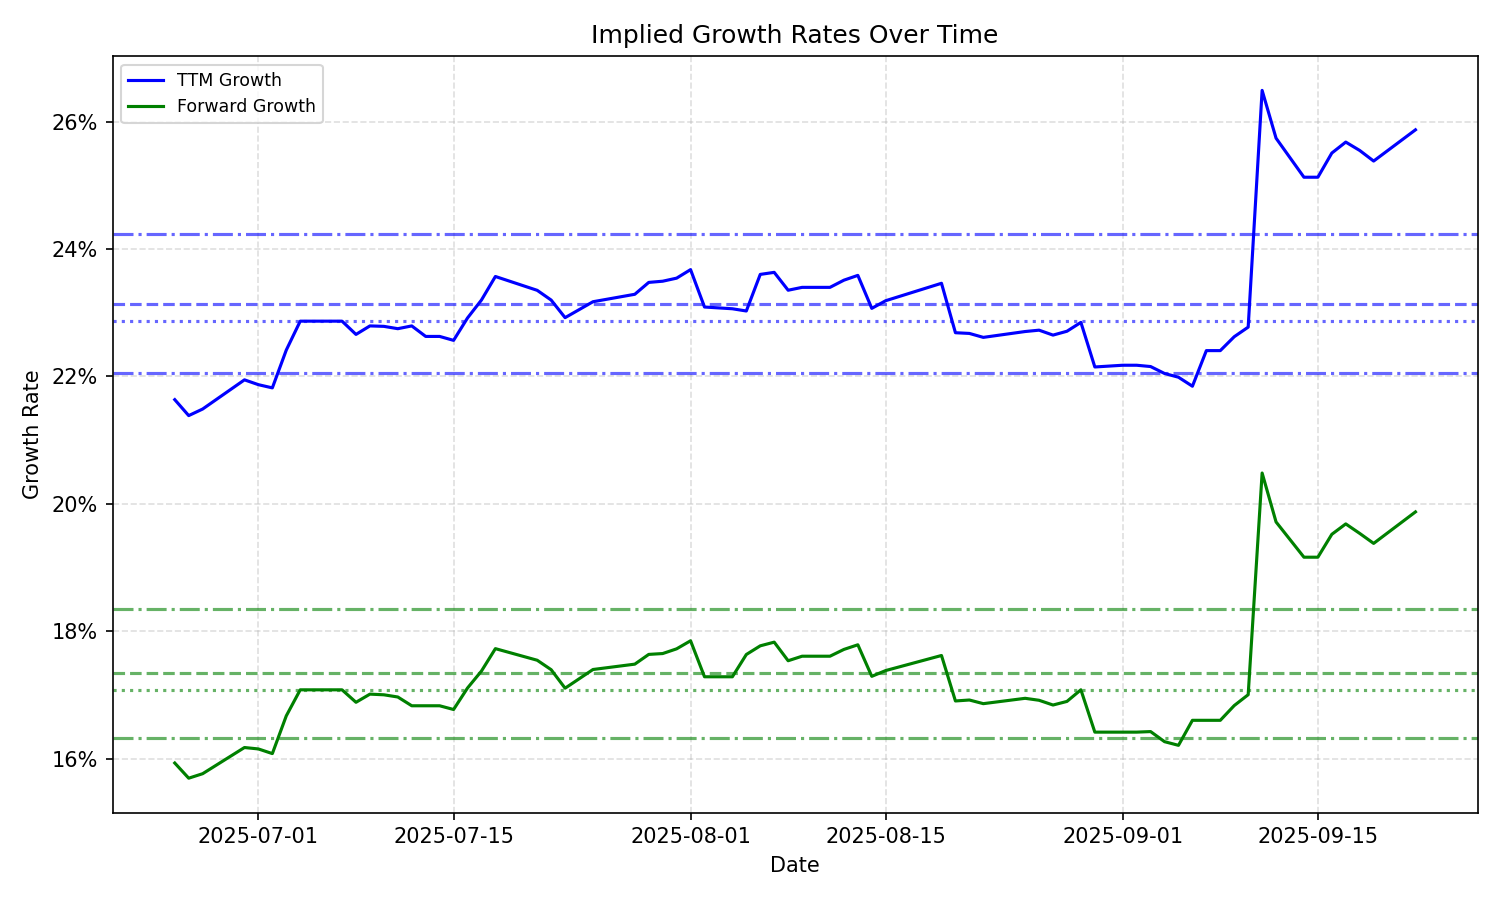 Implied Growth Rates Over Time
TTM Growth
Forward Growth
26%
24%
22%
20%
18%
16%
Growth Rate
2025-07-01
2025-07-15
2025-08-01
2025-08-15
2025-09-01
2025-09-15
Date